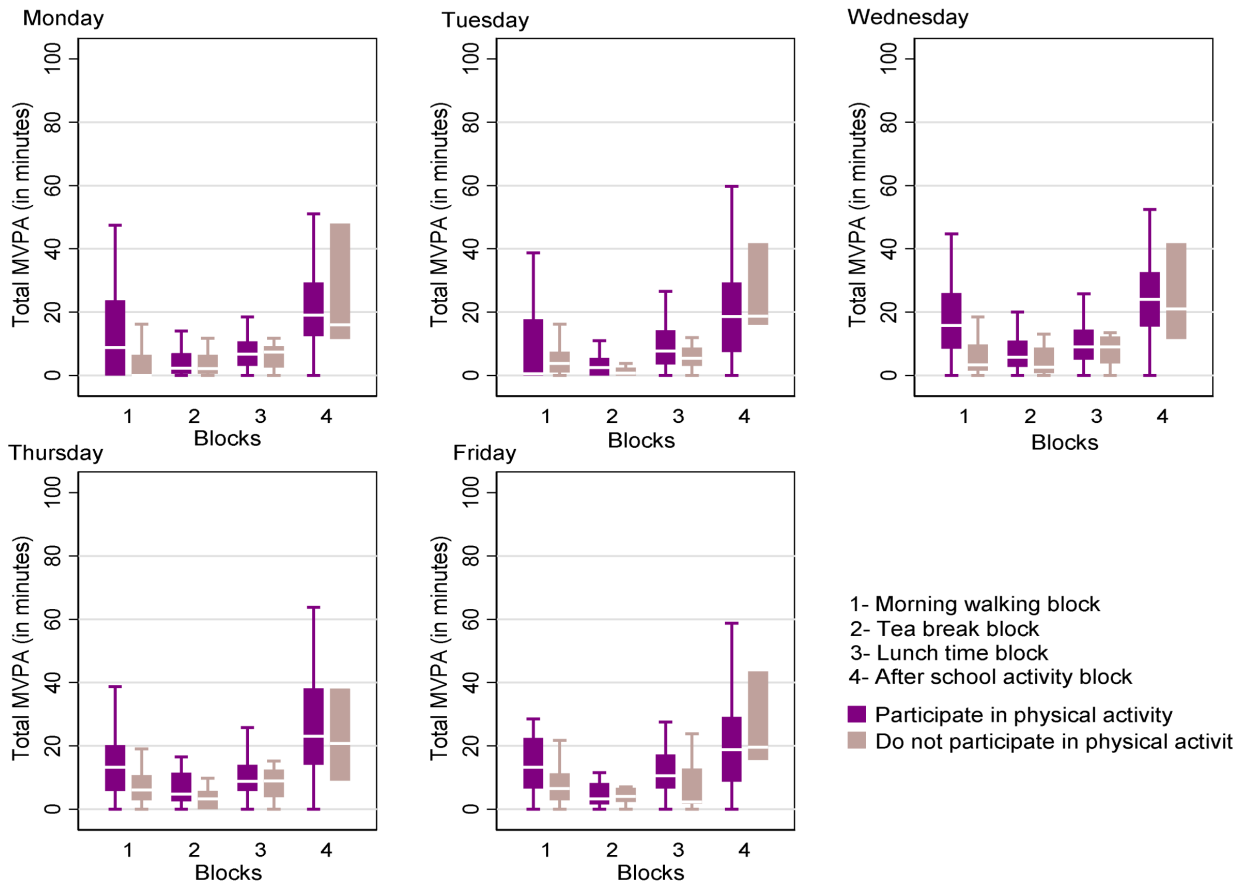 Monday
Total MVPA (in minutes)
100
80
60
40
20
0
1 2 3 4
Blocks
Tuesday
Total MVPA (in minutes)
100
80
60
40
20
0
1 2 3 4
Blocks
Wednesday
Total MVPA (in minutes)
100
80
60
40
20
0
1 2 3 4
Blocks
Thursday
Total MVPA (in minutes)
100
80
60
40
20
0
1 2 3 4
Blocks
Friday
Total MVPA (in minutes)
100
80
60
40
20
0
1 2 3 4
Blocks
1- Morning walking block
2- Tea break block
3- Lunch time block
4- After school activity block
Participate in physical activity
Do not participate in physical activit